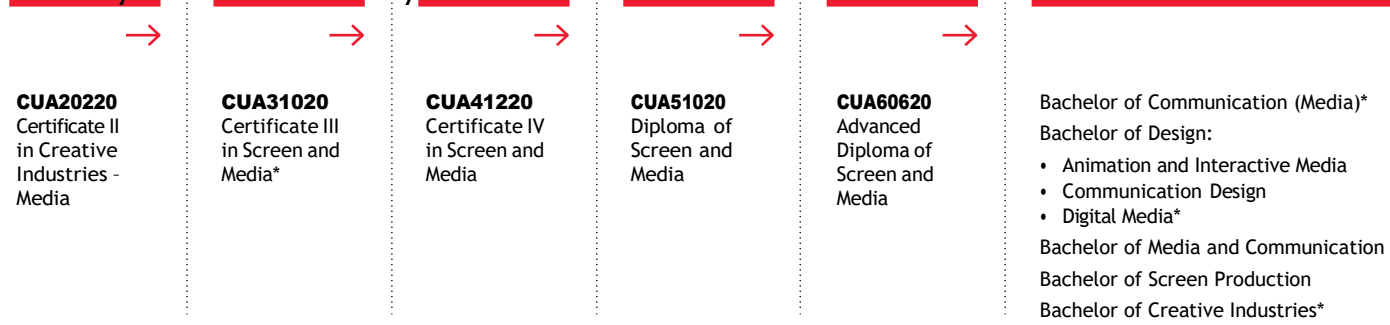 CUA20220
Certificate II
in Creative
Industries –
Media
CUA31020
Certificate III
in Screen and
Media*
CUA41220
Certificate IV
in Screen and
Media
CUA51020
Diploma of
Screen and
Media
CUA60620
Advanced
Diploma of
Screen and
Media
Bachelor of Communication (Media)*
Bachelor of Design:
• Animation and Interactive Media
• Communication Design
• Digital Media*
Bachelor of Media and Communication
Bachelor of Screen Production
Bachelor of Creative Industries*